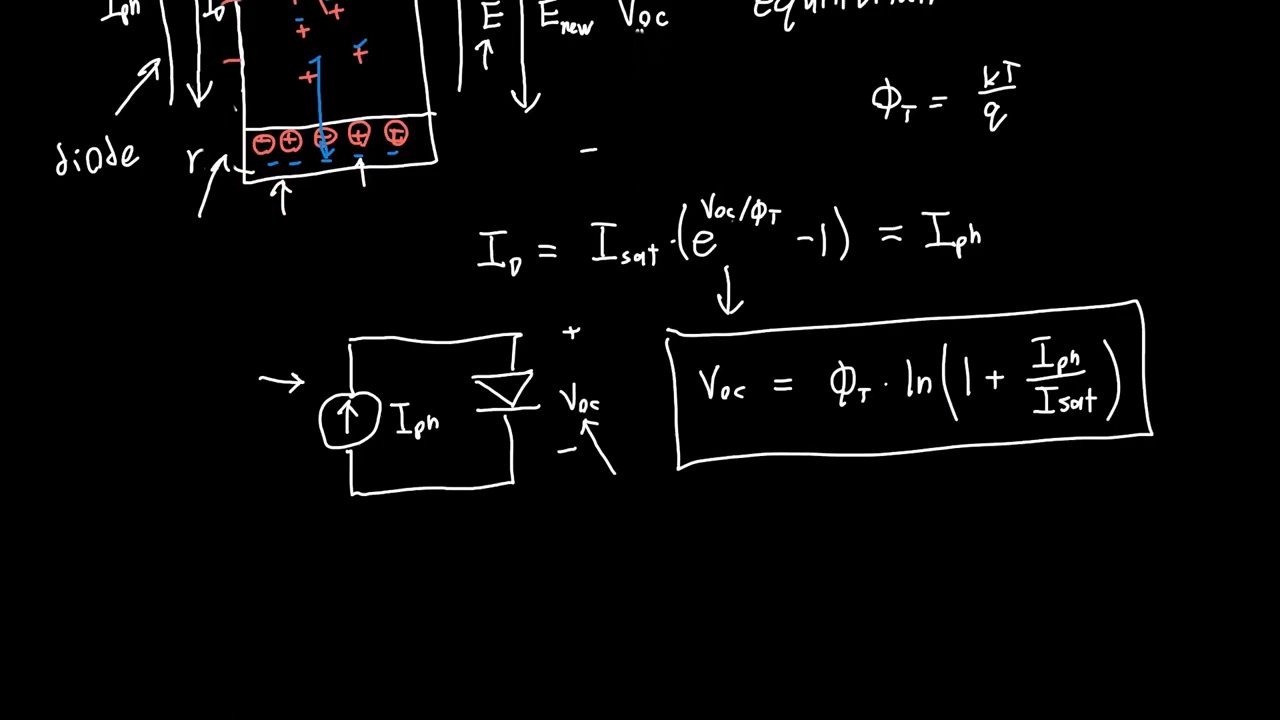 Iph ID E Enew Voc
ϕT = kT/q
diode
I_D = Isat · (e^(Voc/ϕT) - 1) = Iph
+
Iph Voc
-
Voc = ϕT · ln(1 + Iph/Isat)